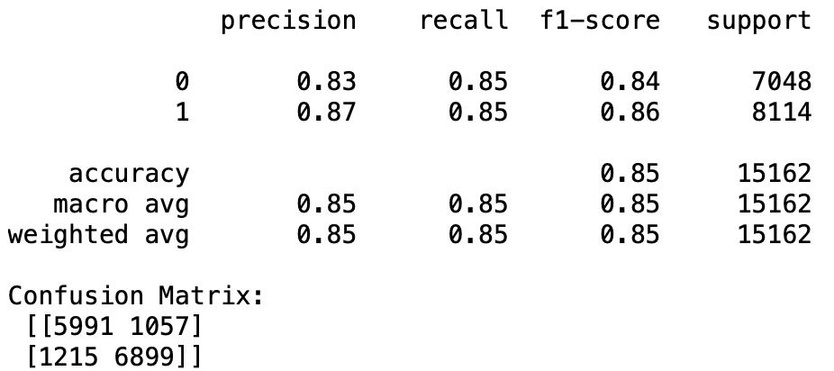 precision recall f1-score support
0 0.83 0.85 0.84 7048
1 0.87 0.85 0.86 8114
accuracy 0.85 15162
macro avg 0.85 0.85 0.85 15162
weighted avg 0.85 0.85 0.85 15162
Confusion Matrix:
[[5991 1057]
[1215 6899]]